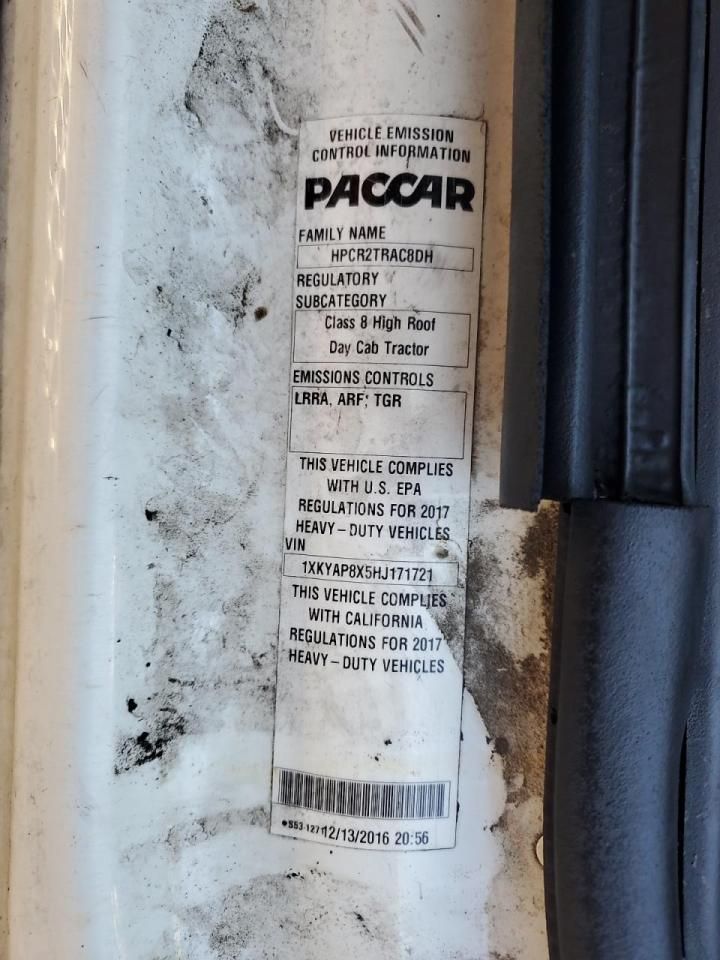 VEHICLE EMISSION
CONTROL INFORMATION
PACCAR
FAMILY NAME
HPCR2TRAC8DH
REGULATORY
SUBCATEGORY
Class 8 High Roof
Day Cab Tractor
EMISSIONS CONTROLS
LRRA, ARF, TGR
THIS VEHICLE COMPLIES
WITH U.S. EPA
REGULATIONS FOR 2017
HEAVY-DUTY VEHICLES
VIN
1XKYAP8X5HJ171721
THIS VEHICLE COMPLIES
WITH CALIFORNIA
REGULATIONS FOR 2017
HEAVY-DUTY VEHICLES
12/13/2016 20:56